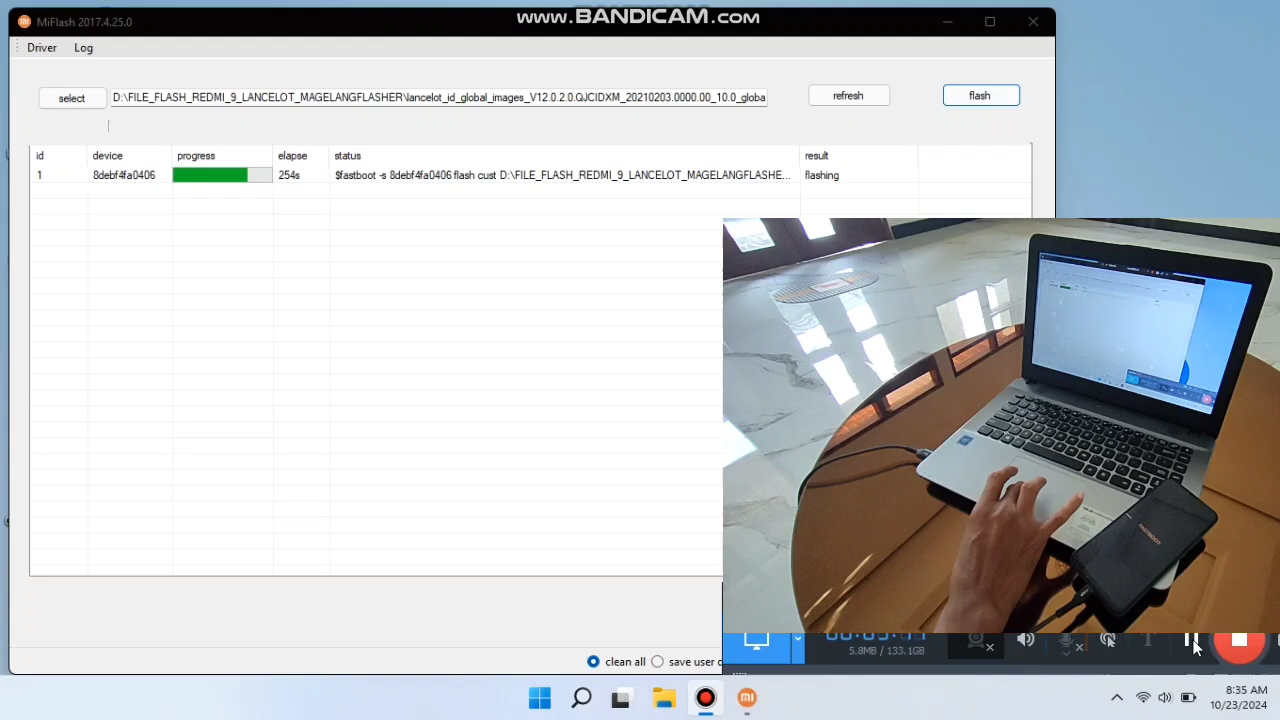 MiFlash 2017.4.25.0
www.BANDICAM.com
Driver Log
select
D:\FILE_FLASH_REDMI_9_LANCELOT_MAGELANGFLASHER\lancelot_id_global_images_V12.0.2.0.QJCIDXM_20210203.0000.00_10.0_globa
refresh
flash
id device progress elapse status result
1 8debf4fa0406 254s $fastboot -s 8debf4fa0406 flash cust D:\FILE_FLASH_REDMI_9_LANCELOT_MAGELANGFLASHE... flashing
FASTBOOT
5.8MB / 133.1GB
clean all save user d
8:35 AM
10/23/2024